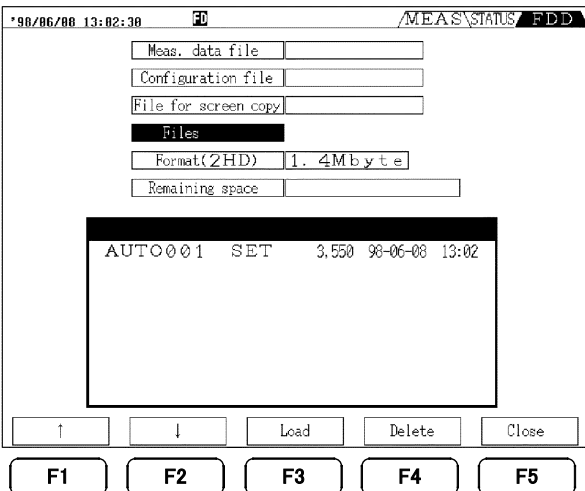 '98/06/08 13:02:30 FD /MEAS\STATUS/ FDD
Meas. data file
Configuration file
File for screen copy
Files
Format(2HD) 1. 4Mbyte
Remaining space
AUTO001 SET 3,550 98-06-08 13:02
↑ ↓ Load Delete Close
F1 F2 F3 F4 F5